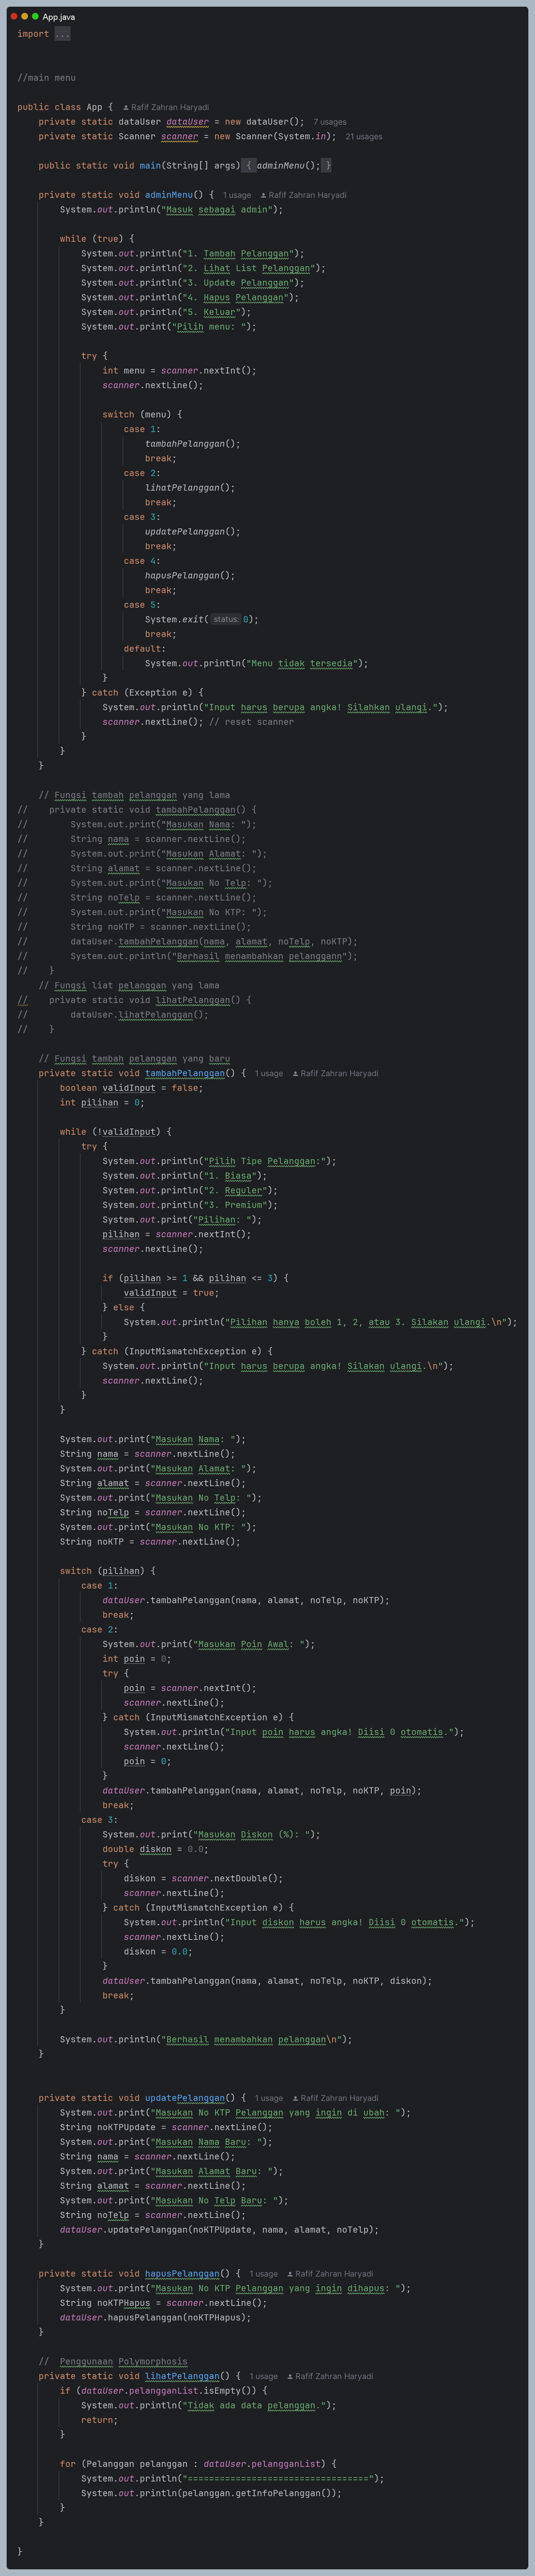 App.java
import ...
//main menu
public class App { Rafif Zahran Haryadi
    private static dataUser dataUser = new dataUser(); 7 usages
    private static Scanner scanner = new Scanner(System.in); 21 usages
    public static void main(String[] args) { adminMenu(); }
    private static void adminMenu() { 1 usage Rafif Zahran Haryadi
        System.out.println("Masuk sebagai admin");
        while (true) {
            System.out.println("1. Tambah Pelanggan");
            System.out.println("2. Lihat List Pelanggan");
            System.out.println("3. Update Pelanggan");
            System.out.println("4. Hapus Pelanggan");
            System.out.println("5. Keluar");
            System.out.print("Pilih menu: ");
            try {
                int menu = scanner.nextInt();
                scanner.nextLine();
                switch (menu) {
                    case 1:
                        tambahPelanggan();
                        break;
                    case 2:
                        lihatPelanggan();
                        break;
                    case 3:
                        updatePelanggan();
                        break;
                    case 4:
                        hapusPelanggan();
                        break;
                    case 5:
                        System.exit( status: 0);
                        break;
                    default:
                        System.out.println("Menu tidak tersedia");
                }
            } catch (Exception e) {
                System.out.println("Input harus berupa angka! Silahkan ulangi.");
                scanner.nextLine(); // reset scanner
            }
        }
    }
    // Fungsi tambah pelanggan yang lama
//    private static void tambahPelanggan() {
//        System.out.print("Masukan Nama: ");
//        String nama = scanner.nextLine();
//        System.out.print("Masukan Alamat: ");
//        String alamat = scanner.nextLine();
//        System.out.print("Masukan No Telp: ");
//        String noTelp = scanner.nextLine();
//        System.out.print("Masukan No KTP: ");
//        String noKTP = scanner.nextLine();
//        dataUser.tambahPelanggan(nama, alamat, noTelp, noKTP);
//        System.out.println("Berhasil menambahkan pelanggann");
//    }
    // Fungsi liat pelanggan yang lama
//    private static void lihatPelanggan() {
//        dataUser.lihatPelanggan();
//    }
    // Fungsi tambah pelanggan yang baru
    private static void tambahPelanggan() { 1 usage Rafif Zahran Haryadi
        boolean validInput = false;
        int pilihan = 0;
        while (!validInput) {
            try {
                System.out.println("Pilih Tipe Pelanggan:");
                System.out.println("1. Biasa");
                System.out.println("2. Reguler");
                System.out.println("3. Premium");
                System.out.print("Pilihan: ");
                pilihan = scanner.nextInt();
                scanner.nextLine();
                if (pilihan >= 1 && pilihan <= 3) {
                    validInput = true;
                } else {
                    System.out.println("Pilihan hanya boleh 1, 2, atau 3. Silakan ulangi.\n");
                }
            } catch (InputMismatchException e) {
                System.out.println("Input harus berupa angka! Silakan ulangi.\n");
                scanner.nextLine();
            }
        }
        System.out.print("Masukan Nama: ");
        String nama = scanner.nextLine();
        System.out.print("Masukan Alamat: ");
        String alamat = scanner.nextLine();
        System.out.print("Masukan No Telp: ");
        String noTelp = scanner.nextLine();
        System.out.print("Masukan No KTP: ");
        String noKTP = scanner.nextLine();
        switch (pilihan) {
            case 1:
                dataUser.tambahPelanggan(nama, alamat, noTelp, noKTP);
                break;
            case 2:
                System.out.print("Masukan Poin Awal: ");
                int poin = 0;
                try {
                    poin = scanner.nextInt();
                    scanner.nextLine();
                } catch (InputMismatchException e) {
                    System.out.println("Input poin harus angka! Diisi 0 otomatis.");
                    scanner.nextLine();
                    poin = 0;
                }
                dataUser.tambahPelanggan(nama, alamat, noTelp, noKTP, poin);
                break;
            case 3:
                System.out.print("Masukan Diskon (%): ");
                double diskon = 0.0;
                try {
                    diskon = scanner.nextDouble();
                    scanner.nextLine();
                } catch (InputMismatchException e) {
                    System.out.println("Input diskon harus angka! Diisi 0 otomatis.");
                    scanner.nextLine();
                    diskon = 0.0;
                }
                dataUser.tambahPelanggan(nama, alamat, noTelp, noKTP, diskon);
                break;
        }
        System.out.println("Berhasil menambahkan pelanggan\n");
    }
    private static void updatePelanggan() { 1 usage Rafif Zahran Haryadi
        System.out.print("Masukan No KTP Pelanggan yang ingin di ubah: ");
        String noKTPUpdate = scanner.nextLine();
        System.out.print("Masukan Nama Baru: ");
        String nama = scanner.nextLine();
        System.out.print("Masukan Alamat Baru: ");
        String alamat = scanner.nextLine();
        System.out.print("Masukan No Telp Baru: ");
        String noTelp = scanner.nextLine();
        dataUser.updatePelanggan(noKTPUpdate, nama, alamat, noTelp);
    }
    private static void hapusPelanggan() { 1 usage Rafif Zahran Haryadi
        System.out.print("Masukan No KTP Pelanggan yang ingin dihapus: ");
        String noKTPHapus = scanner.nextLine();
        dataUser.hapusPelanggan(noKTPHapus);
    }
    //  Penggunaan Polymorphosis
    private static void lihatPelanggan() { 1 usage Rafif Zahran Haryadi
        if (dataUser.pelangganList.isEmpty()) {
            System.out.println("Tidak ada data pelanggan.");
            return;
        }
        for (Pelanggan pelanggan : dataUser.pelangganList) {
            System.out.println("==================================");
            System.out.println(pelanggan.getInfoPelanggan());
        }
    }
}